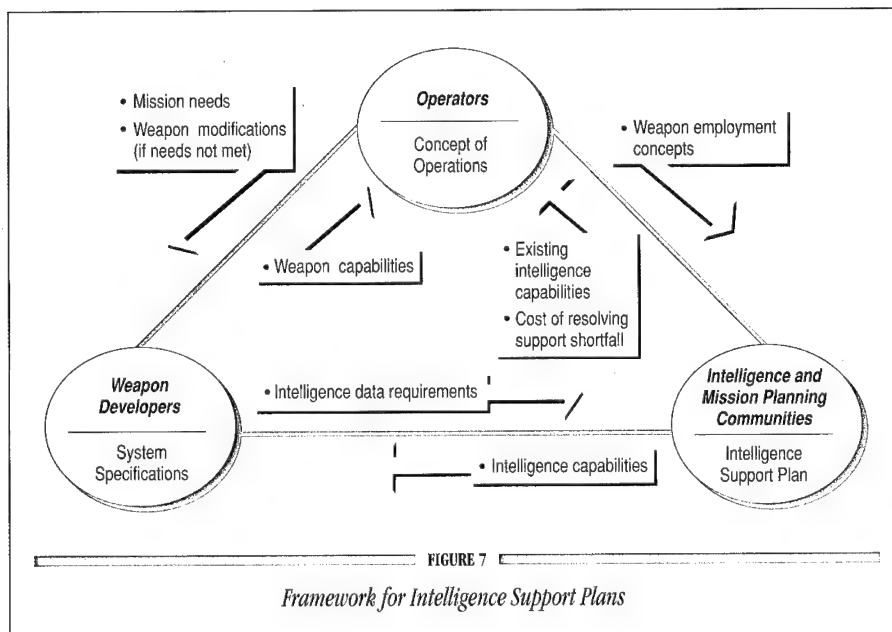 Operators
Concept of
Operations
• Mission needs
• Weapon modifications
(if needs not met)
• Weapon employment
concepts
• Weapon capabilities
• Existing
intelligence
capabilities
• Cost of resolving
support shortfall
Weapon
Developers
System
Specifications
• Intelligence data requirements
• Intelligence capabilities
Intelligence and
Mission Planning
Communities
Intelligence
Support Plan
FIGURE 7
Framework for Intelligence Support Plans